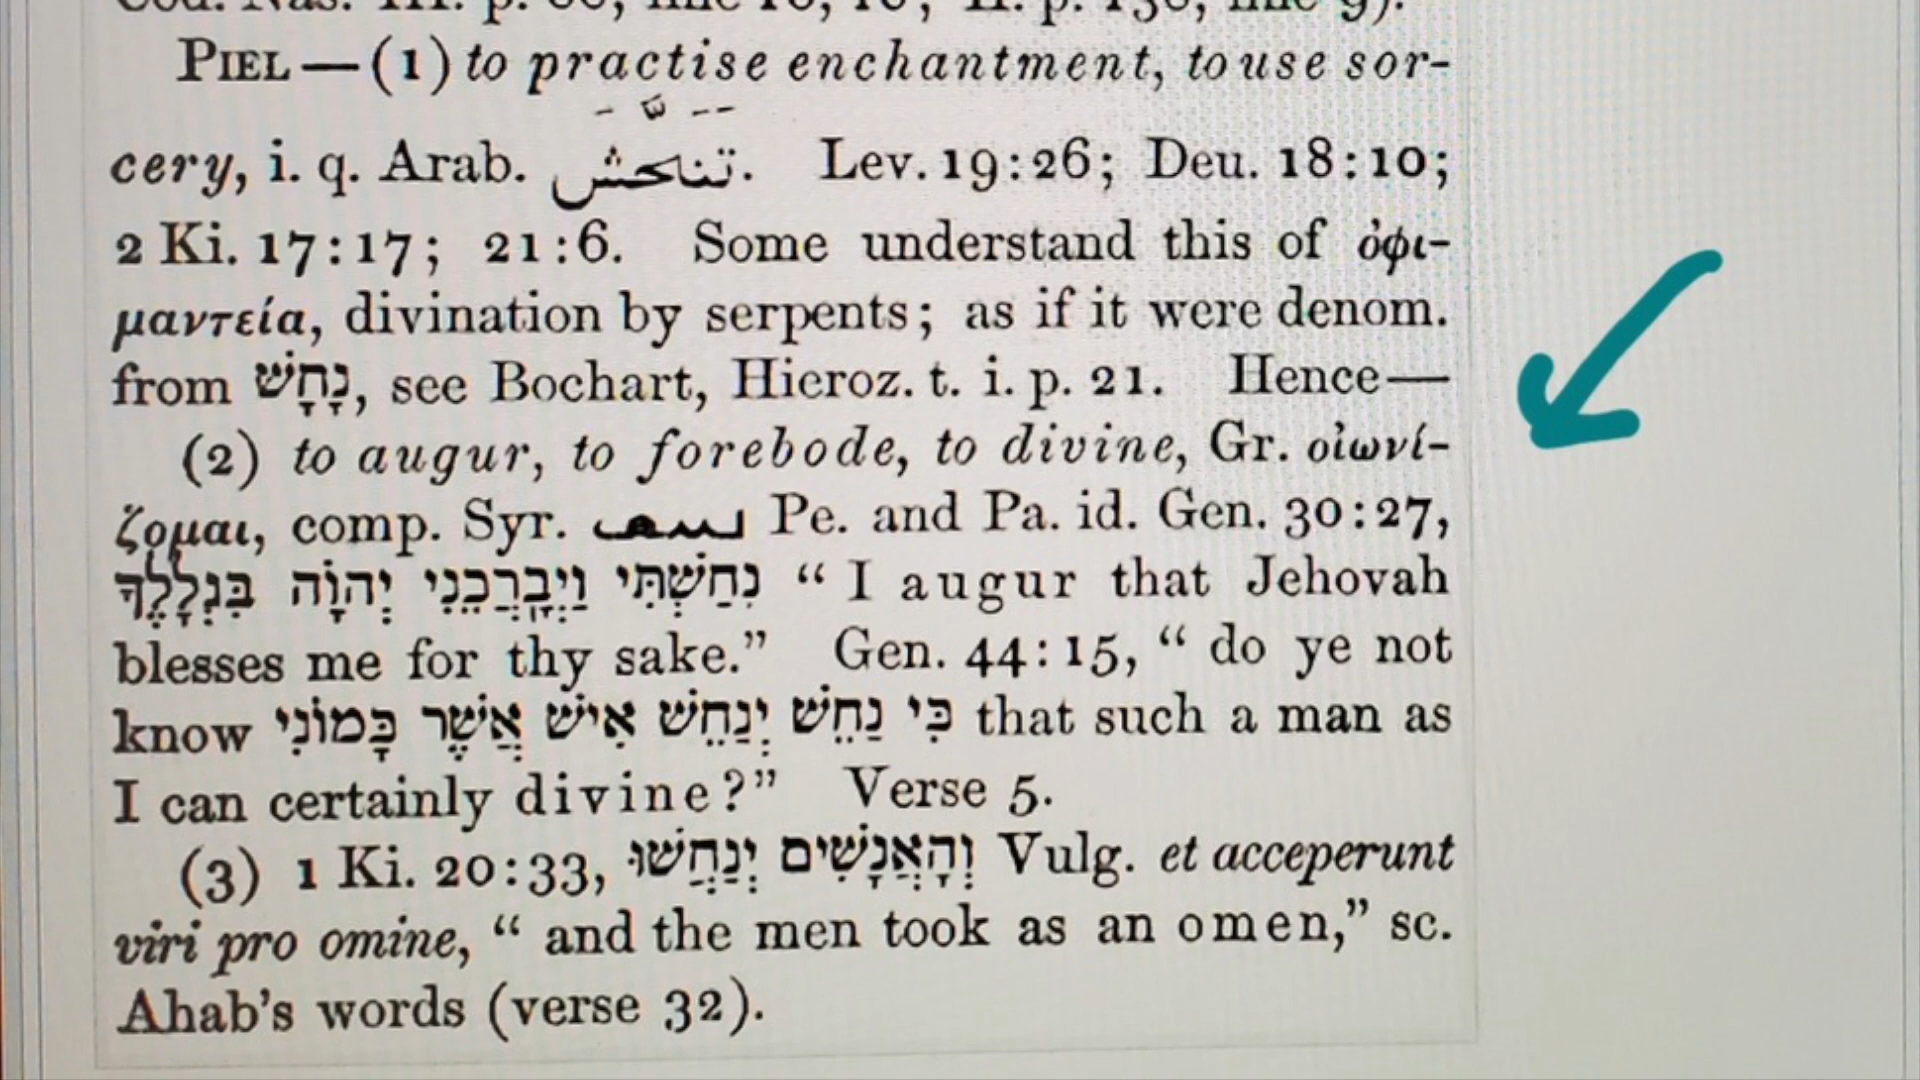 PIEL—(1) to practise enchantment, to use sor-
cery, i. q. Arab. تَنَحَّشَ. Lev. 19:26; Deu. 18:10;
2 Ki. 17:17; 21:6. Some understand this of ὀφι-
μαντεία, divination by serpents; as if it were denom.
from נָחָשׁ, see Bochart, Hieroz. t. i. p. 21. Hence—
(2) to augur, to forebode, to divine, Gr. οἰωνί-
ζομαι, comp. Syr. Pe. and Pa. id. Gen. 30:27,
נִחַשְׁתִּי וַיְבָרֲכֵנִי יְהוָֹה בִּגְלָלֶךָ “ I augur that Jehovah
blesses me for thy sake.” Gen. 44:15, “ do ye not
know כִּי נַחֵשׁ יְנַחֵשׁ אִישׁ אֲשֶׁר כָּמוֹנִי that such a man as
I can certainly divine?” Verse 5.
(3) 1 Ki. 20:33, וְהָאֲנָשִׁים יְנַחֲשׁוּ Vulg. et acceperunt
viri pro omine, “ and the men took as an omen,” sc.
Ahab’s words (verse 32).